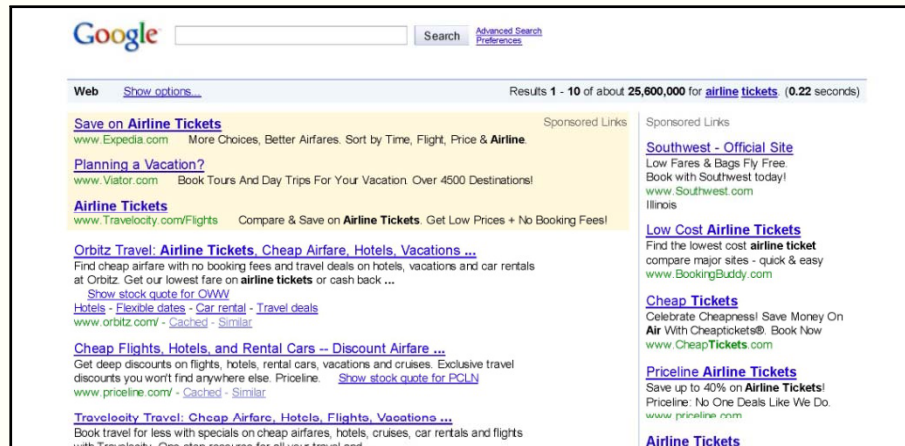 Google
Search
Advanced Search
Preferences
Web Show options...
Results 1 - 10 of about 25,600,000 for airline tickets. (0.22 seconds)
Save on Airline Tickets
Sponsored Links
www.Expedia.com More Choices, Better Airfares. Sort by Time, Flight, Price & Airline.
Planning a Vacation?
www.Viator.com Book Tours And Day Trips For Your Vacation. Over 4500 Destinations!
Airline Tickets
www.Travelocity.com/Flights Compare & Save on Airline Tickets. Get Low Prices + No Booking Fees!
Orbitz Travel: Airline Tickets, Cheap Airfare, Hotels, Vacations ...
Find cheap airfare with no booking fees and travel deals on hotels, vacations and car rentals
at Orbitz. Get our lowest fare on airline tickets or cash back ...
Show stock quote for OWW
Hotels - Flexible dates - Car rental - Travel deals
www.orbitz.com/ - Cached - Similar
Cheap Flights, Hotels, and Rental Cars -- Discount Airfare ...
Get deep discounts on flights, hotels, rental cars, vacations and cruises. Exclusive travel
discounts you won't find anywhere else. Priceline. Show stock quote for PCLN
www.priceline.com/ - Cached - Similar
Travelocity Travel: Cheap Airfare, Hotels, Flights, Vacations ...
Book travel for less with specials on cheap airfares, hotels, cruises, car rentals and flights
with Travelocity. One-stop resource for all your travel and
Sponsored Links
Southwest - Official Site
Low Fares & Bags Fly Free.
Book with Southwest today!
www.Southwest.com
Illinois
Low Cost Airline Tickets
Find the lowest cost airline ticket
compare major sites - quick & easy
www.BookingBuddy.com
Cheap Tickets
Celebrate Cheapness! Save Money On
Air With Cheaptickets®. Book Now
www.CheapTickets.com
Priceline Airline Tickets
Save up to 40% on Airline Tickets!
Priceline: No One Deals Like We Do.
www.priceline.com
Airline Tickets